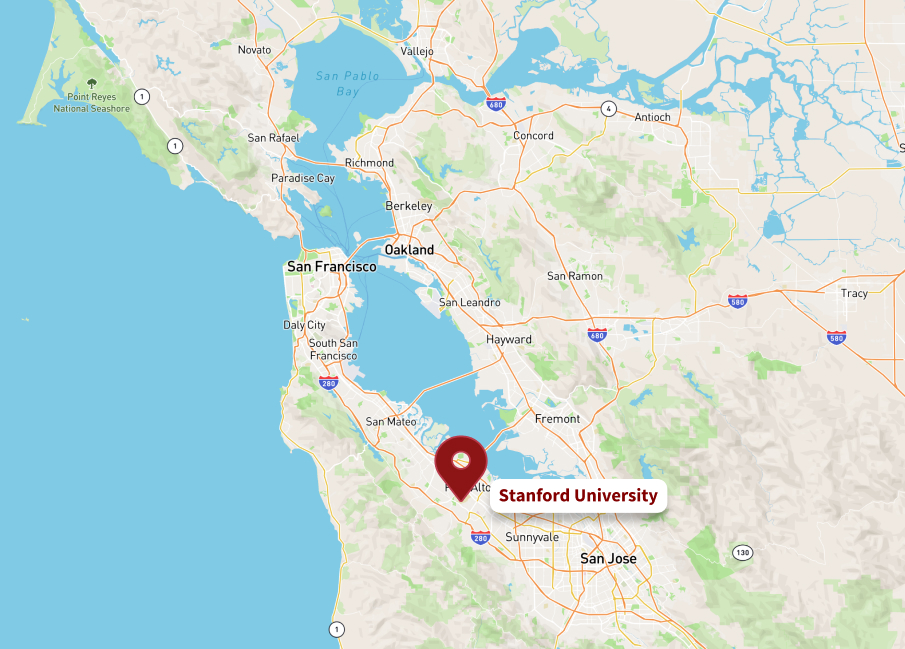 Novato
Vallejo
San Pablo
Bay
Point Reyes
National Seashore
1
680
4
Antioch
Concord
San Rafael
1
Richmond
Paradise Cay
Berkeley
Oakland
San Francisco
San Ramon
San Leandro
580
Tracy
Daly City
South San
Francisco
Hayward
680
580
280
San Mateo
Fremont
Stanford University
280
Sunnyvale
San Jose
130
1